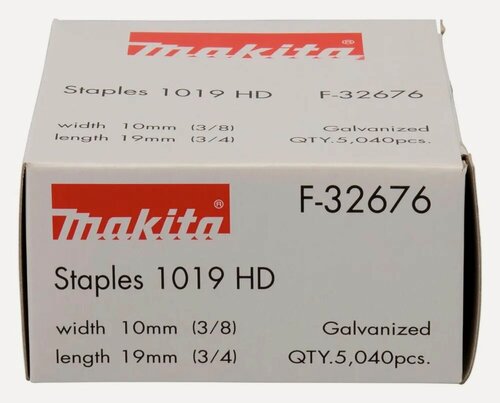 makita®
Staples 1019 HD F-32676
width 10mm (3/8) Galvanized
length 19mm (3/4) QTY.5,040pcs.
makita®
F-32676
Staples 1019 HD
width 10mm (3/8) Galvanized
length 19mm (3/4) QTY.5,040pcs.